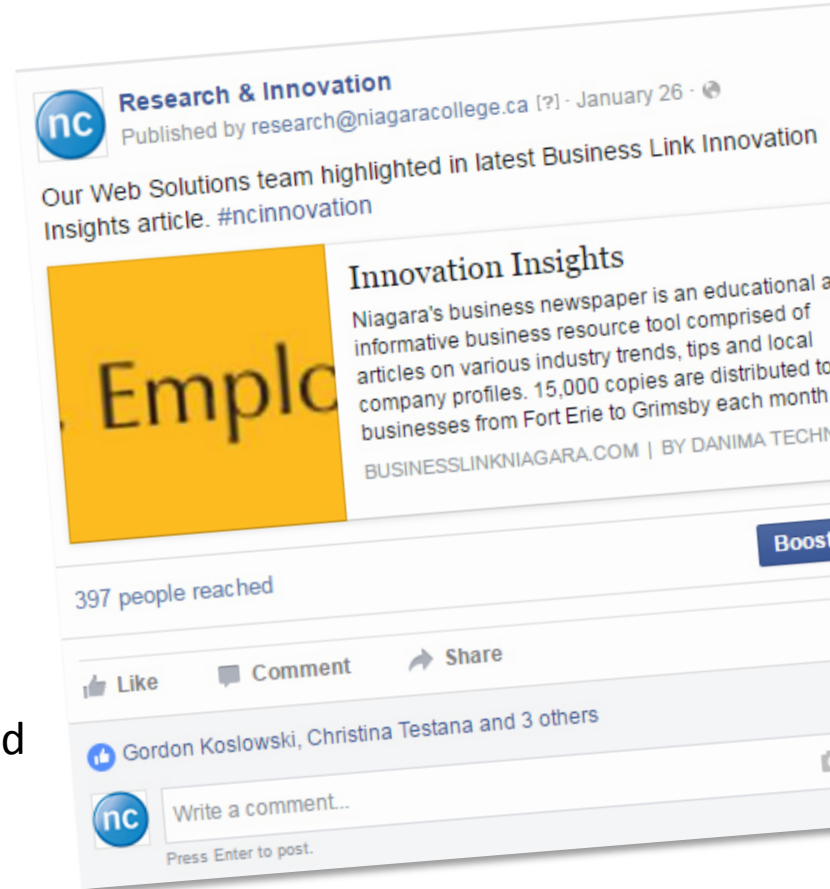 nc
Research & Innovation
Published by research@niagaracollege.ca [?] · January 26 ·
Our Web Solutions team highlighted in latest Business Link Innovation
Insights article. #ncinnovation
. Emplo
Innovation Insights
Niagara's business newspaper is an educational a
informative business resource tool comprised of
articles on various industry trends, tips and local
company profiles. 15,000 copies are distributed to
businesses from Fort Erie to Grimsby each month
BUSINESSLINKNIAGARA.COM | BY DANIMA TECHN
397 people reached
Boost
Like Comment Share
d
Gordon Koslowski, Christina Testana and 3 others
nc
Write a comment...
Press Enter to post.